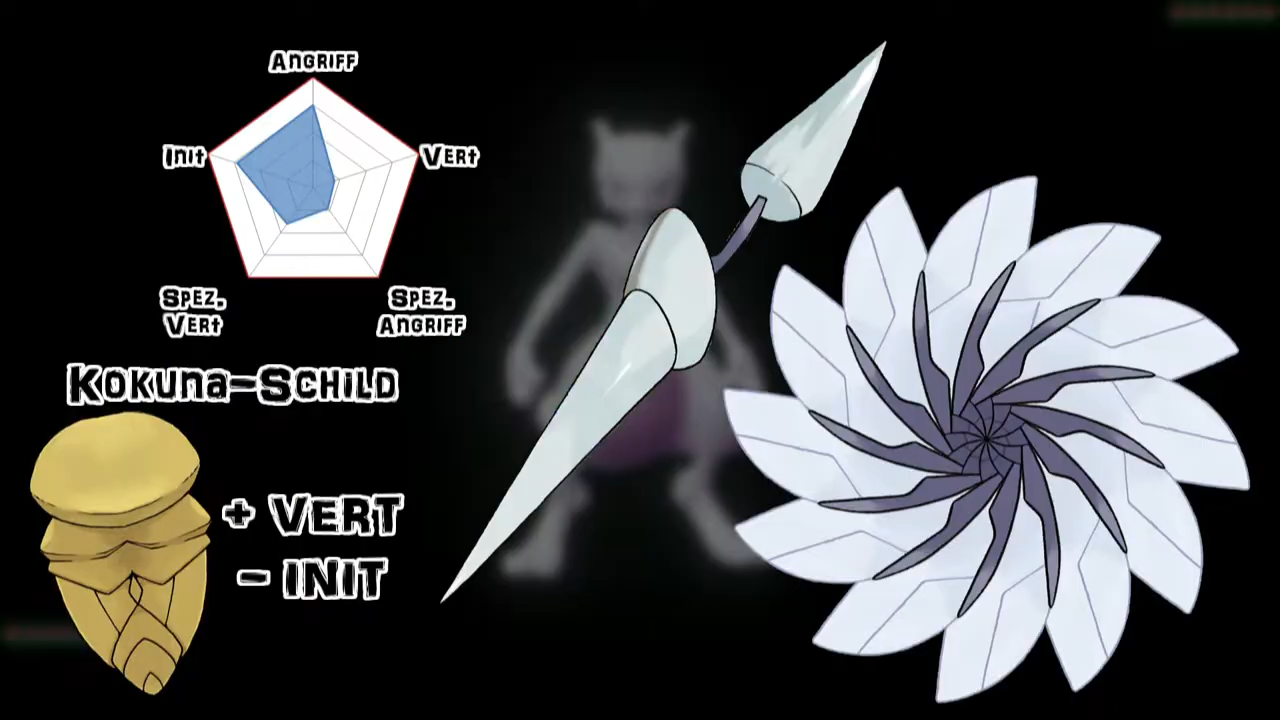 Angriff
Init
Vert
Spez.
Vert
Spez.
Angriff
Kokuna-Schild
+ VERT
- INIT